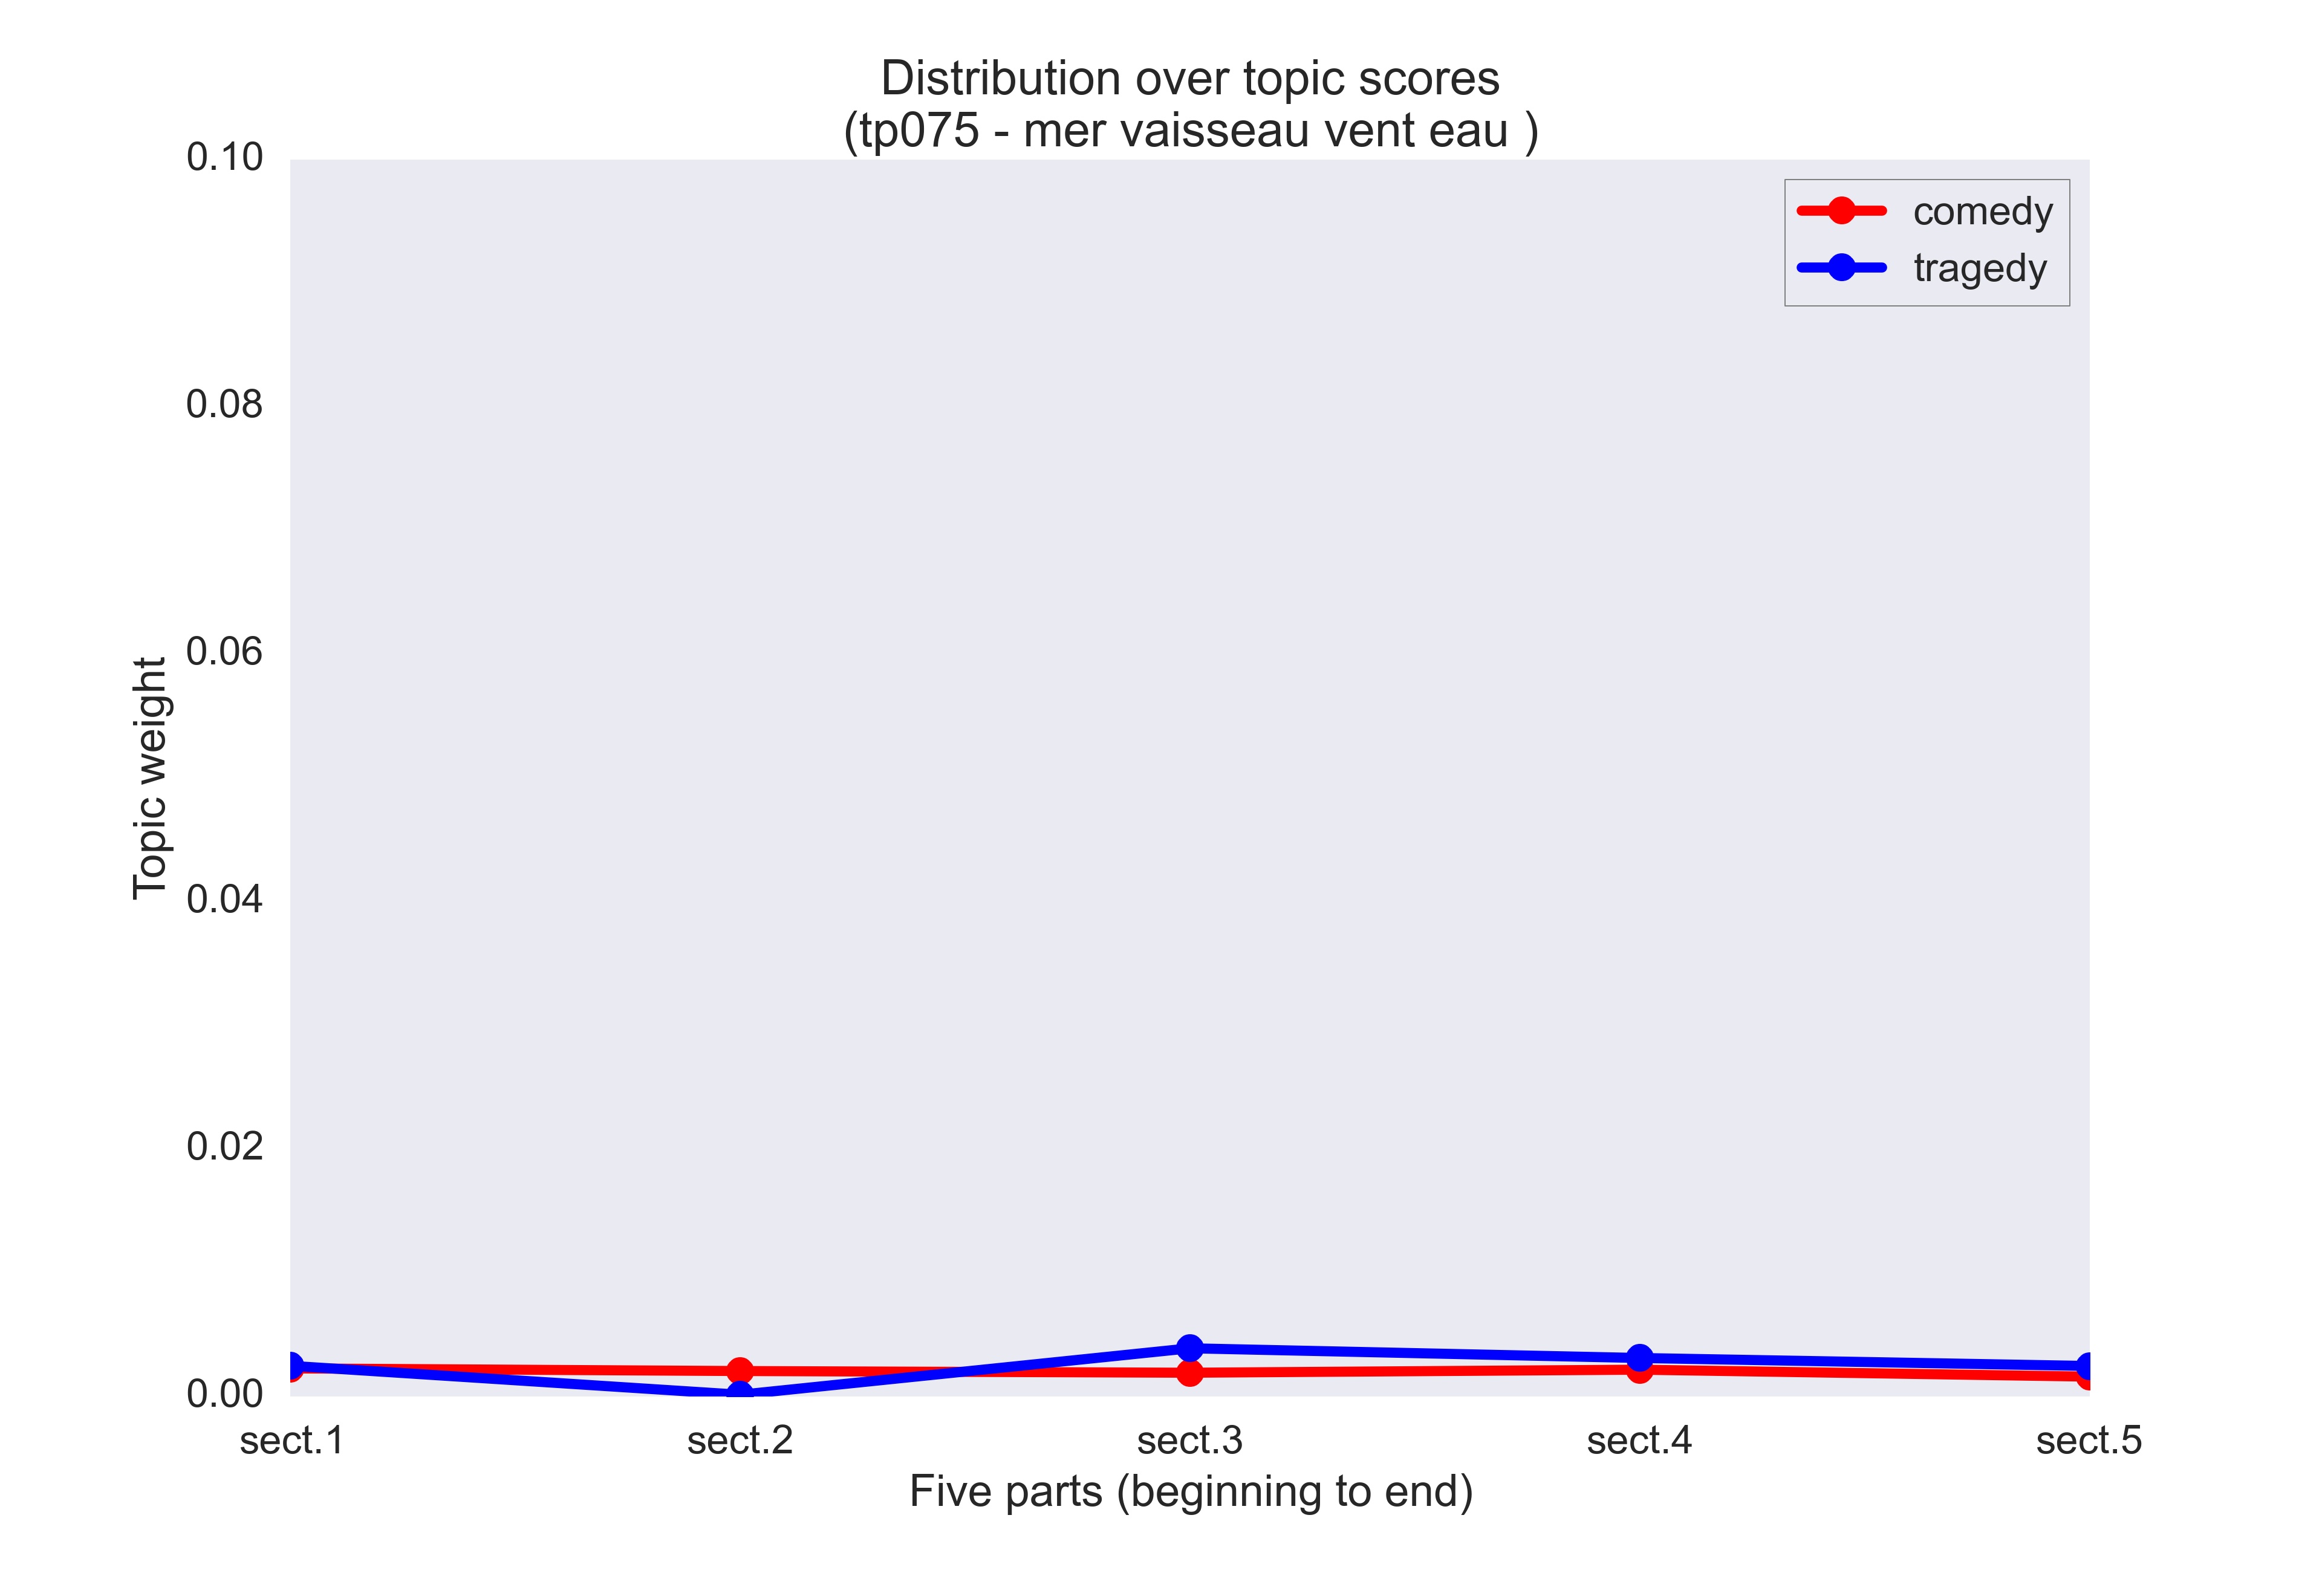 Distribution over topic scores
(tp075 - mer vaisseau vent eau )
comedy
tragedy
Topic weight
0.10
0.08
0.06
0.04
0.02
0.00
sect.1
sect.2
sect.3
sect.4
sect.5
Five parts (beginning to end)